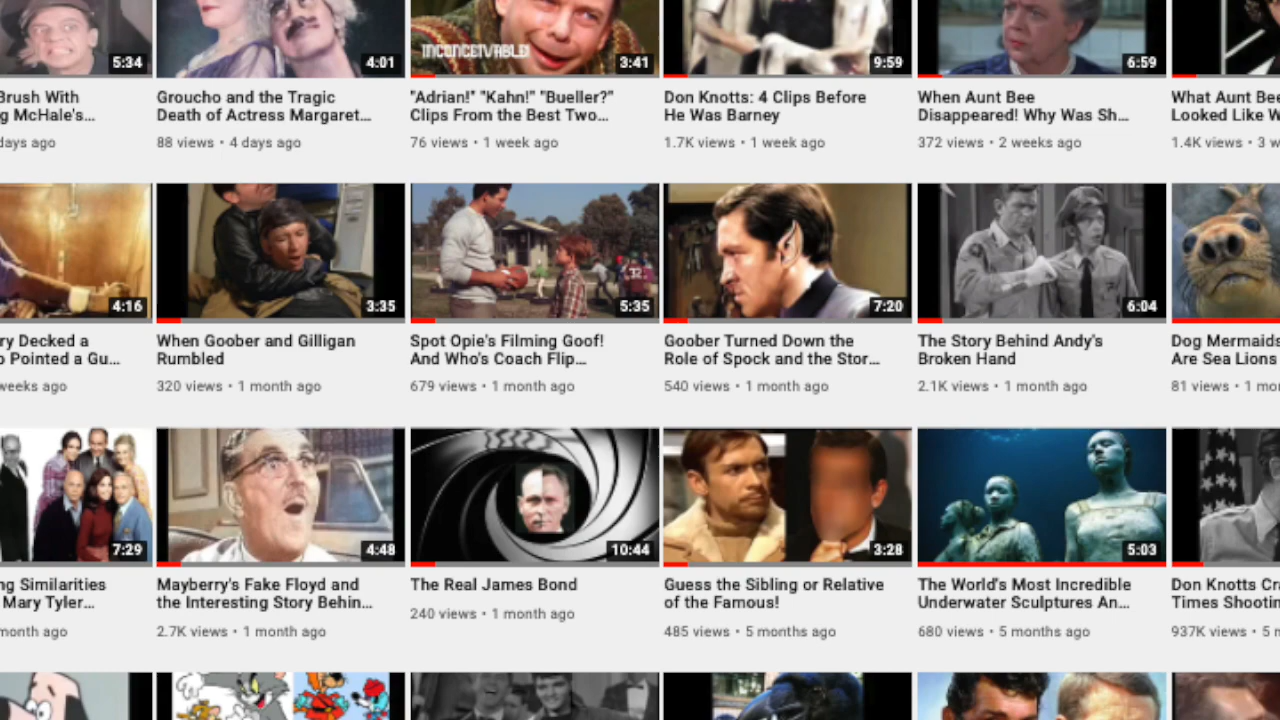 5:34
4:01
INCONCEIVABLE!
3:41
9:59
6:59
Brush With
g McHale's...
days ago
Groucho and the Tragic
Death of Actress Margaret...
88 views • 4 days ago
"Adrian!" "Kahn!" "Bueller?"
Clips From the Best Two...
76 views • 1 week ago
Don Knotts: 4 Clips Before
He Was Barney
1.7K views • 1 week ago
When Aunt Bee
Disappeared! Why Was Sh...
372 views • 2 weeks ago
What Aunt Bee
Looked Like W
1.4K views • 3 w
4:16
3:35
32
5:35
7:20
6:04
ry Decked a
o Pointed a Gu...
weeks ago
When Goober and Gilligan
Rumbled
320 views • 1 month ago
Spot Opie's Filming Goof!
And Who's Coach Flip...
679 views • 1 month ago
Goober Turned Down the
Role of Spock and the Stor...
540 views • 1 month ago
The Story Behind Andy's
Broken Hand
2.1K views • 1 month ago
Dog Mermaids
Are Sea Lions
81 views • 1 mo
7:29
4:48
10:44
3:28
5:03
ng Similarities
Mary Tyler...
month ago
Mayberry's Fake Floyd and
the Interesting Story Behin...
2.7K views • 1 month ago
The Real James Bond
240 views • 1 month ago
Guess the Sibling or Relative
of the Famous!
485 views • 5 months ago
The World's Most Incredible
Underwater Sculptures An...
680 views • 5 months ago
Don Knotts Cra
Times Shootin
937K views • 5 m